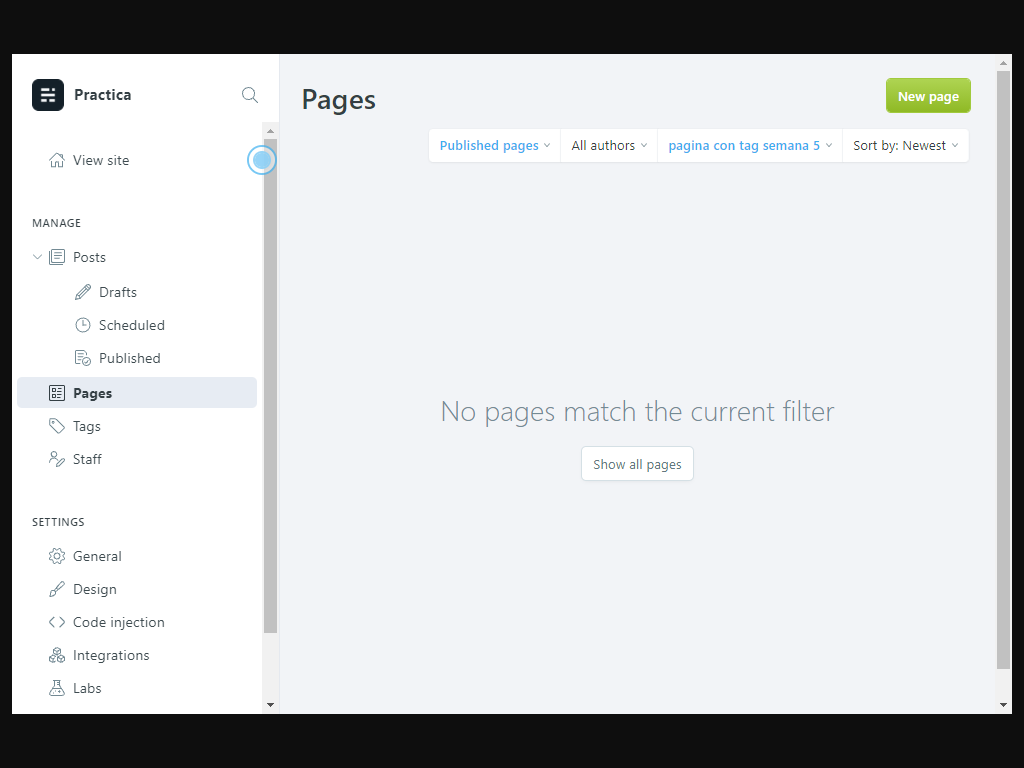 Practica
View site
MANAGE
Posts
Drafts
Scheduled
Published
Pages
Tags
Staff
SETTINGS
General
Design
Code injection
Integrations
Labs
Pages
New page
Published pages All authors pagina con tag semana 5 Sort by: Newest
No pages match the current filter
Show all pages